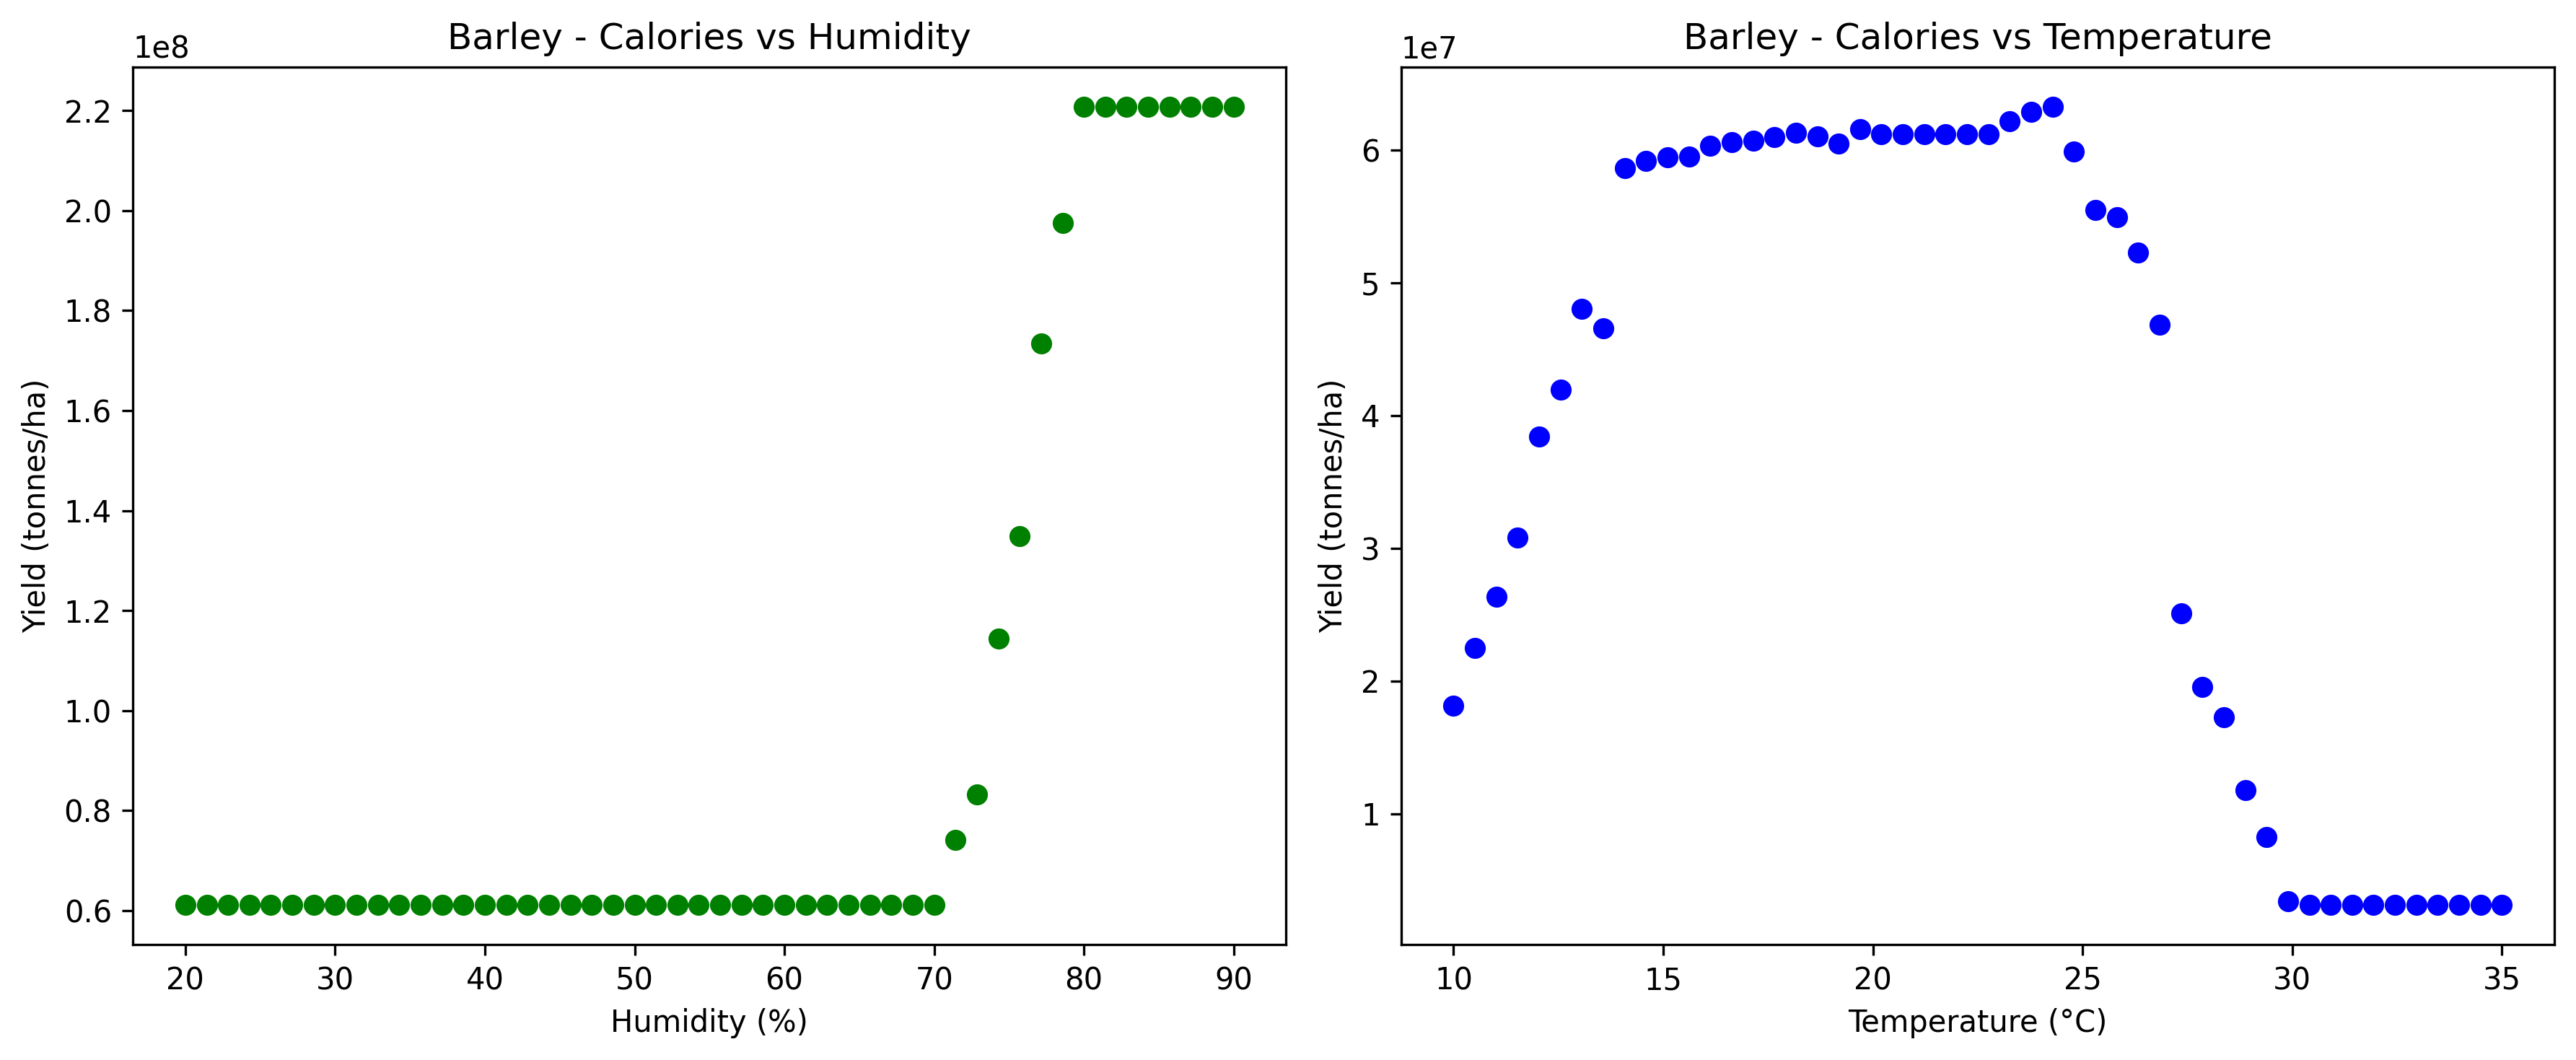 Barley - Calories vs Humidity
1e8
2.2
2.0
1.8
1.6
1.4
1.2
1.0
0.8
0.6
Yield (tonnes/ha)
20 30 40 50 60 70 80 90
Humidity (%)
Barley - Calories vs Temperature
1e7
6
5
4
3
2
1
Yield (tonnes/ha)
10 15 20 25 30 35
Temperature (°C)